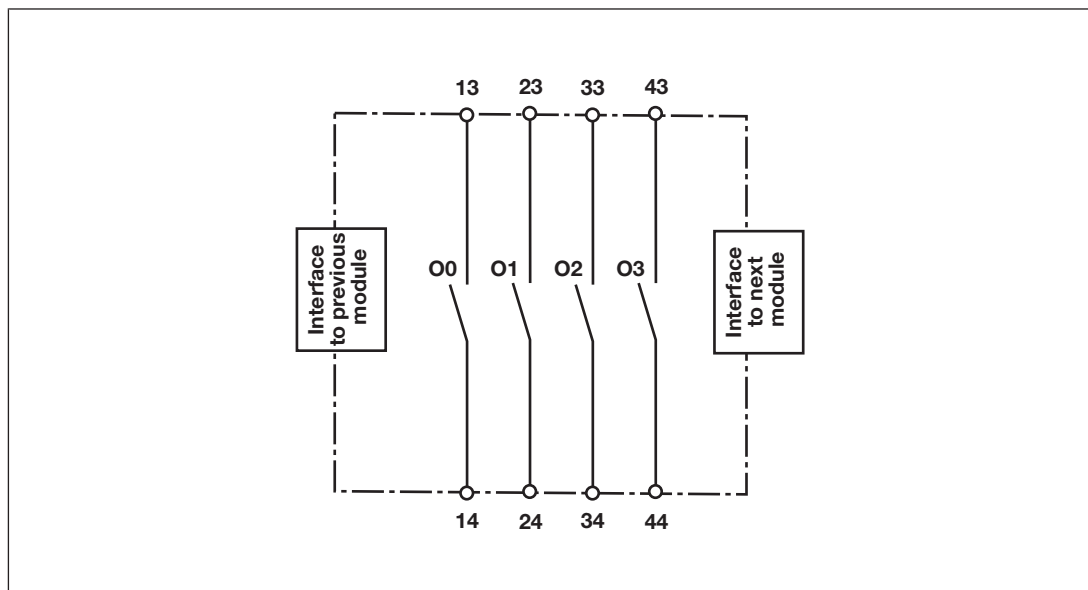 13 23 33 43
Interface
to previous
module
O0 O1 O2 O3
Interface
to next
module
14 24 34 44